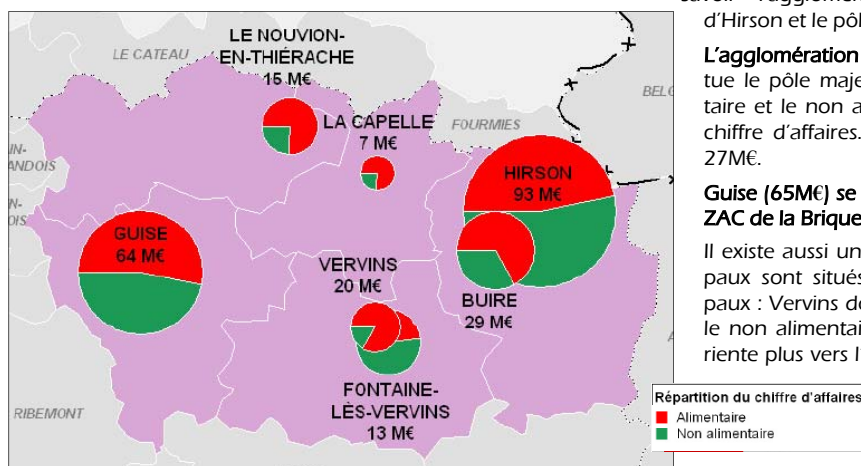 LE NOUVION-
EN-THIÉRACHE
15 M€
LE CATEAU
LA CAPELLE
7 M€
FOURMIES
HIRSON
93 M€
GUISE
64 M€
VERVINS
20 M€
BUIRE
29 M€
FONTAINE-
LÈS-VERVINS
13 M€
RIBEMONT
d'Hirson et le pôl
L'agglomération
tue le pôle maje
taire et le non a
chiffre d'affaires.
27M€.
Guise (65M€) se
ZAC de la Brique
Il existe aussi un
paux sont situés
paux : Vervins do
le non alimentai
riente plus vers l'
Répartition du chiffre d'affaires
Alimentaire
Non alimentaire